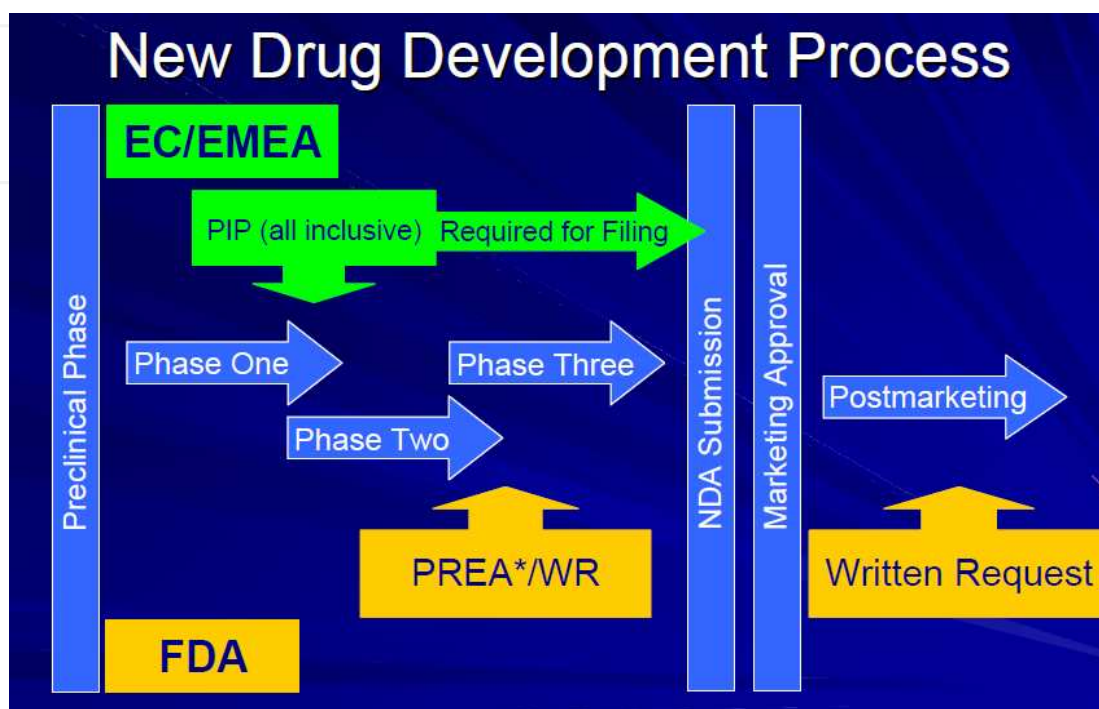 New Drug Development Process
EC/EMEA
PIP (all inclusive)
Required for Filing
Preclinical Phase
Phase One
Phase Two
Phase Three
NDA Submission
Marketing Approval
Postmarketing
PREA*/WR
Written Request
FDA